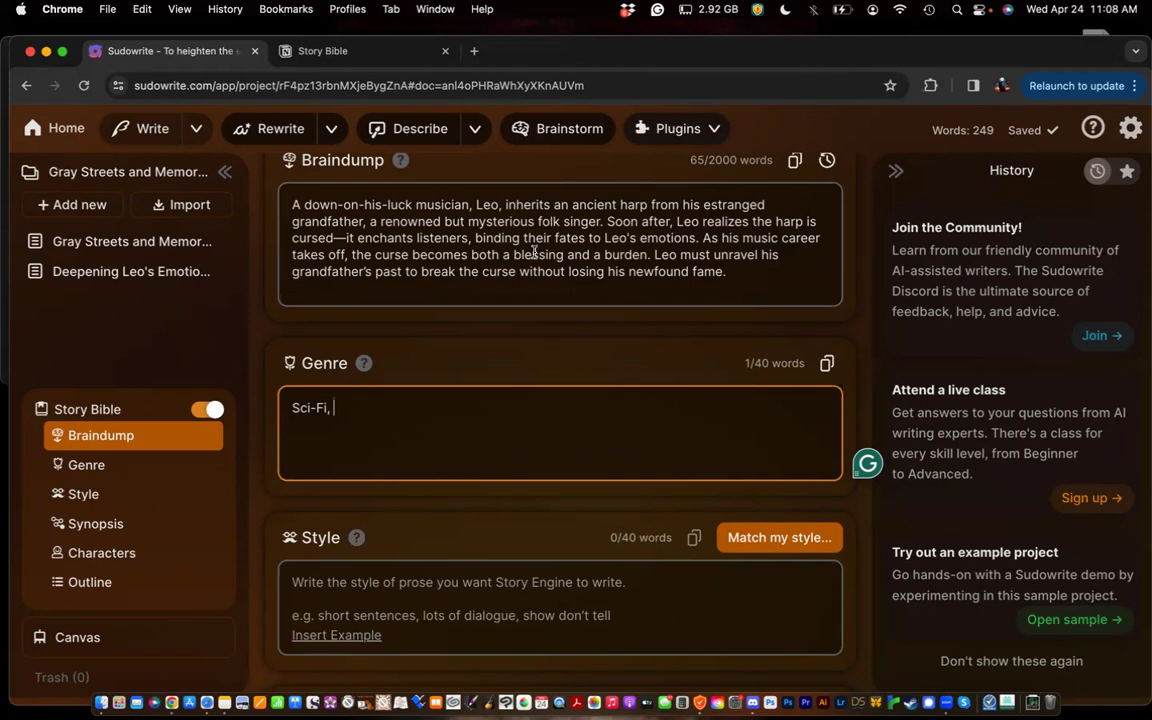 Chrome File Edit View History Bookmarks Profiles Tab Window Help 2.92 GB Wed Apr 24 11:08 AM
Sudowrite - To heighten the Story Bible
sudowrite.com/app/project/rF4pz13rbnMXjeBygZnA#doc=anl4oPHRaWhXyXKnAUVm Relaunch to update
Home Write Rewrite Describe Brainstorm Plugins Words: 249 Saved
Gray Streets and Memor...
+ Add new Import
Gray Streets and Memor...
Deepening Leo's Emotio...
Story Bible
Braindump
Genre
Style
Synopsis
Characters
Outline
Canvas
Trash (0)
Braindump 65/2000 words
A down-on-his-luck musician, Leo, inherits an ancient harp from his estranged
grandfather, a renowned but mysterious folk singer. Soon after, Leo realizes the harp is
cursed—it enchants listeners, binding their fates to Leo's emotions. As his music career
takes off, the curse becomes both a blessing and a burden. Leo must unravel his
grandfather's past to break the curse without losing his newfound fame.
Genre 1/40 words
Sci-Fi,
Style 0/40 words Match my style...
Write the style of prose you want Story Engine to write.
e.g. short sentences, lots of dialogue, show don't tell
Insert Example
History
Join the Community!
Learn from our friendly community of
AI-assisted writers. The Sudowrite
Discord is the ultimate source of
feedback, help, and advice.
Join →
Attend a live class
Get answers to your questions from AI
writing experts. There's a class for
every skill level, from Beginner
to Advanced.
Sign up →
Try out an example project
Go hands-on with a Sudowrite demo by
experimenting in this sample project.
Open sample →
Don't show these again